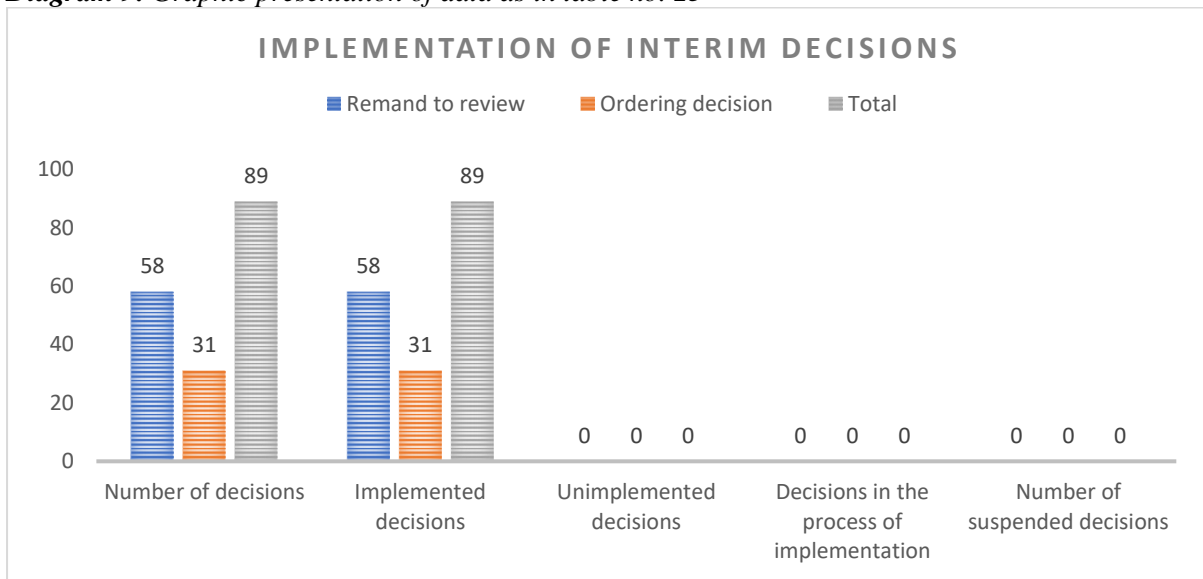 Diagram 7: Graphic presentation of data as in table no. 23
IMPLEMENTATION OF INTERIM DECISIONS
Remand to review Ordering decision Total
100
80
60
40
20
0
58 31 89
58 31 89
0 0 0
0 0 0
0 0 0
Number of decisions
Implemented
decisions
Unimplemented
decisions
Decisions in the
process of
implementation
Number of
suspended decisions